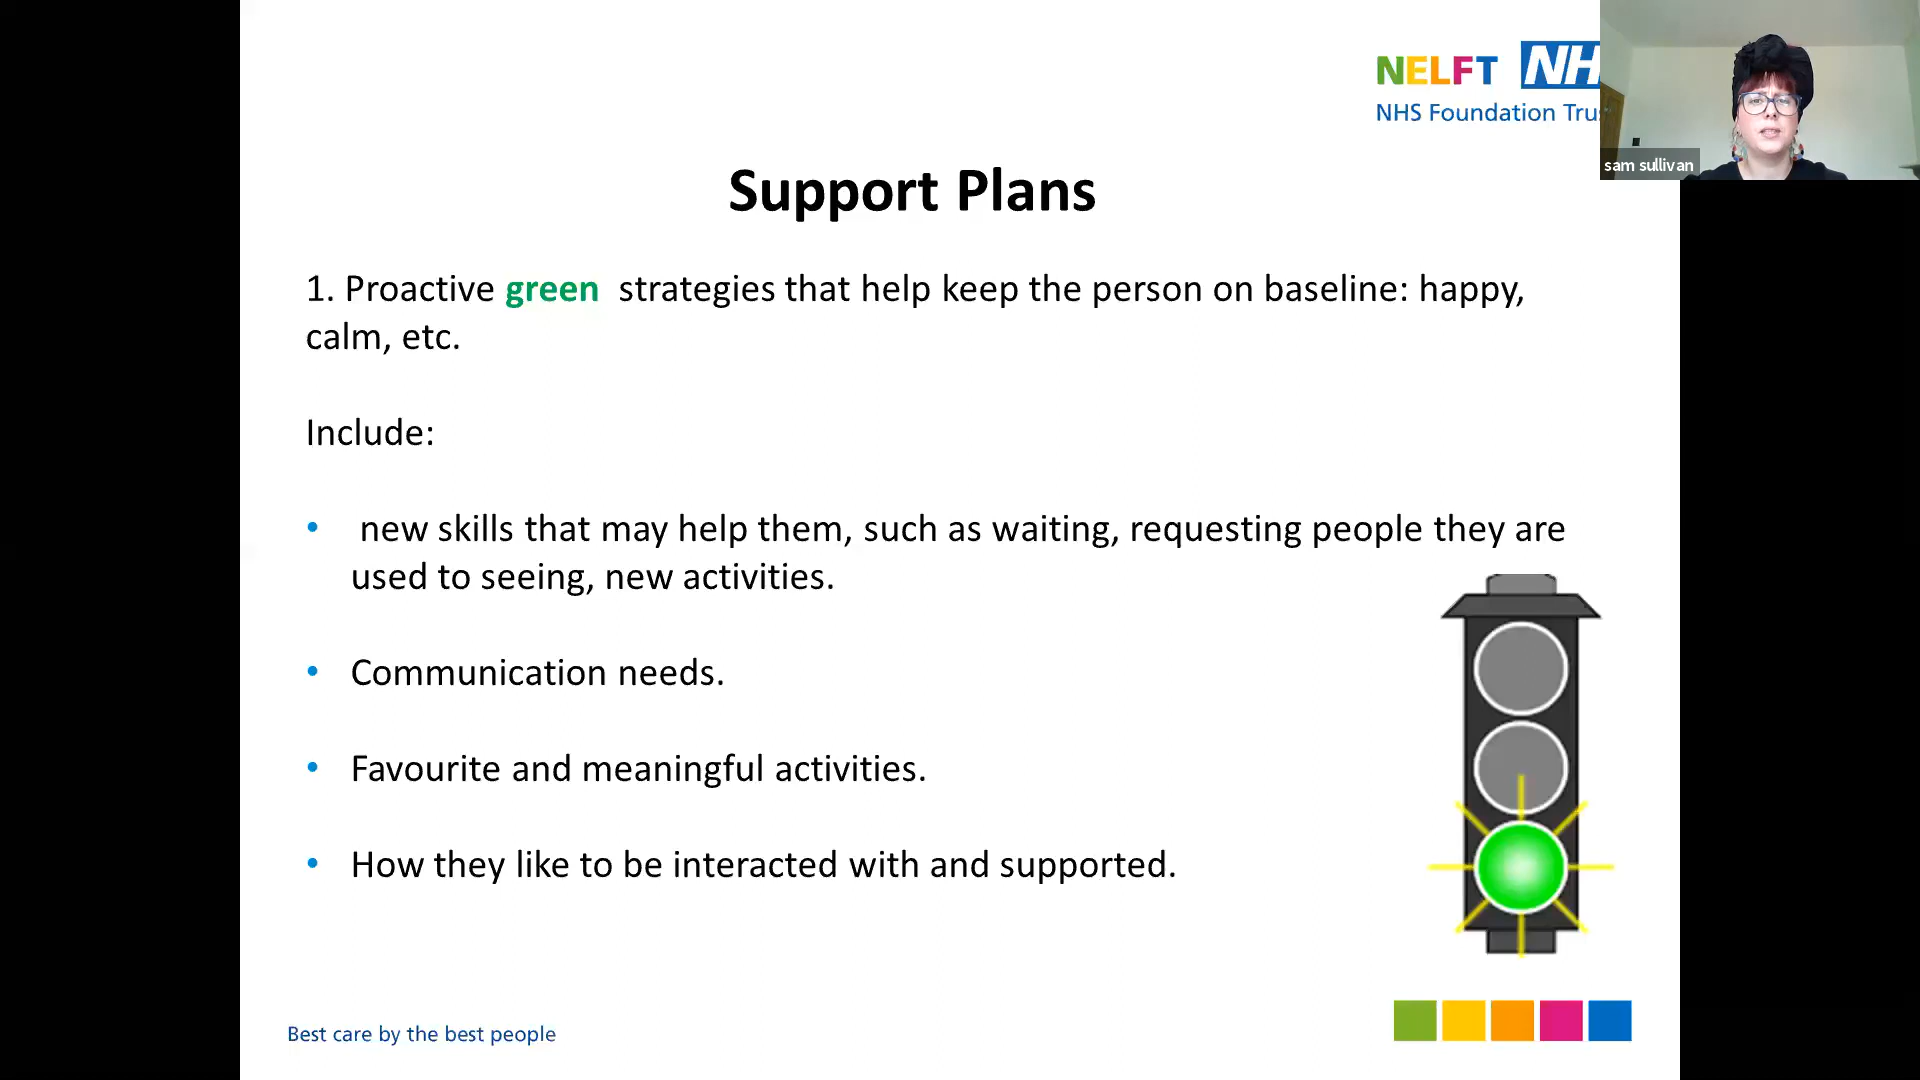 NELFT NH
NHS Foundation Trus
sam sullivan
Support Plans
1. Proactive green strategies that help keep the person on baseline: happy,
calm, etc.
Include:
• new skills that may help them, such as waiting, requesting people they are
used to seeing, new activities.
• Communication needs.
• Favourite and meaningful activities.
• How they like to be interacted with and supported.
Best care by the best people